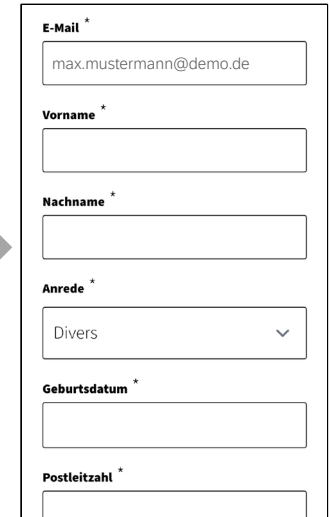 E-Mail *
max.mustermann@demo.de
Vorname *
Nachname *
Anrede *
Divers
Geburtsdatum *
Postleitzahl *